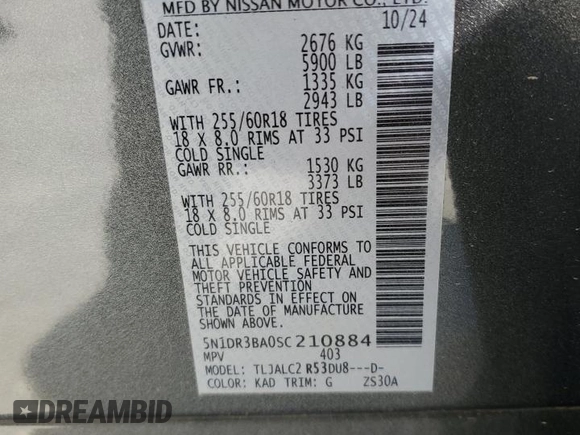 MFD BY NISSAN MOTOR CO., LTD.
DATE: 10/24
GVWR: 2676 KG
5900 LB
GAWR FR.: 1335 KG
2943 LB
WITH 255/60R18 TIRES
18 X 8.0 RIMS AT 33 PSI
COLD SINGLE
GAWR RR.: 1530 KG
3373 LB
WITH 255/60R18 TIRES
18 X 8.0 RIMS AT 33 PSI
COLD SINGLE
THIS VEHICLE CONFORMS TO
ALL APPLICABLE FEDERAL
MOTOR VEHICLE SAFETY AND
THEFT PREVENTION
STANDARDS IN EFFECT ON
THE DATE OF MANUFACTURE
SHOWN ABOVE.
5N1DR3BA0SC210884
MPV 403
MODEL: TLJALC2 R53DU8---D-
COLOR: KAD TRIM: G ZS30A
DREAMBID